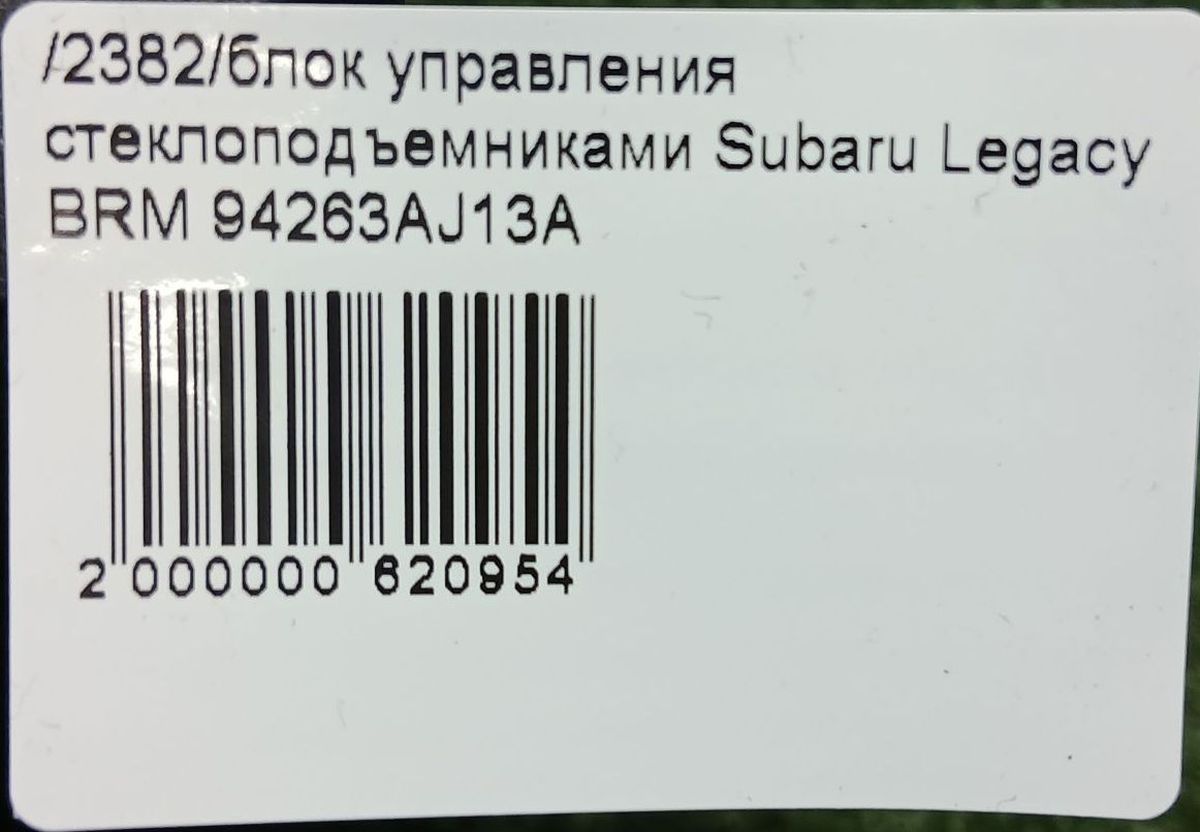 /2382/блок управления
стеклоподъемниками Subaru Legacy
BRM 94263AJ13A
2 000000 620954